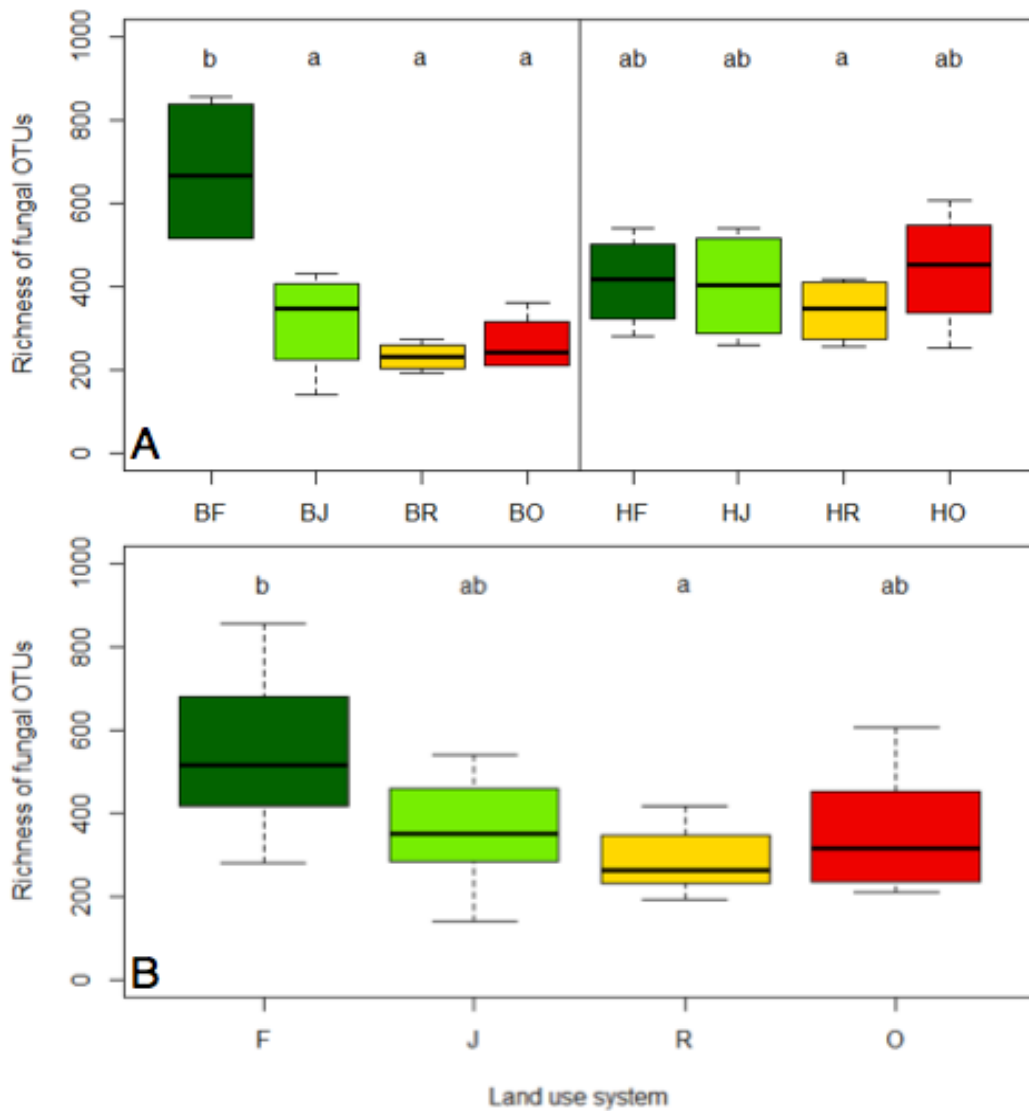 1000
800
600
400
200
0
Richness of fungal OTUs
b a a a ab ab a ab
A
BF BJ BR BO HF HJ HR HO
1000
800
600
400
200
0
Richness of fungal OTUs
b ab a ab
B
F J R O
Land use system